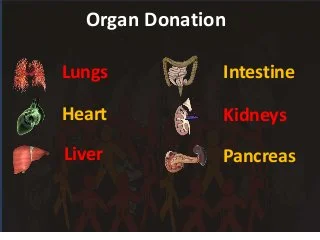 Organ Donation
Lungs
Intestine
Heart
Kidneys
Liver
Pancreas